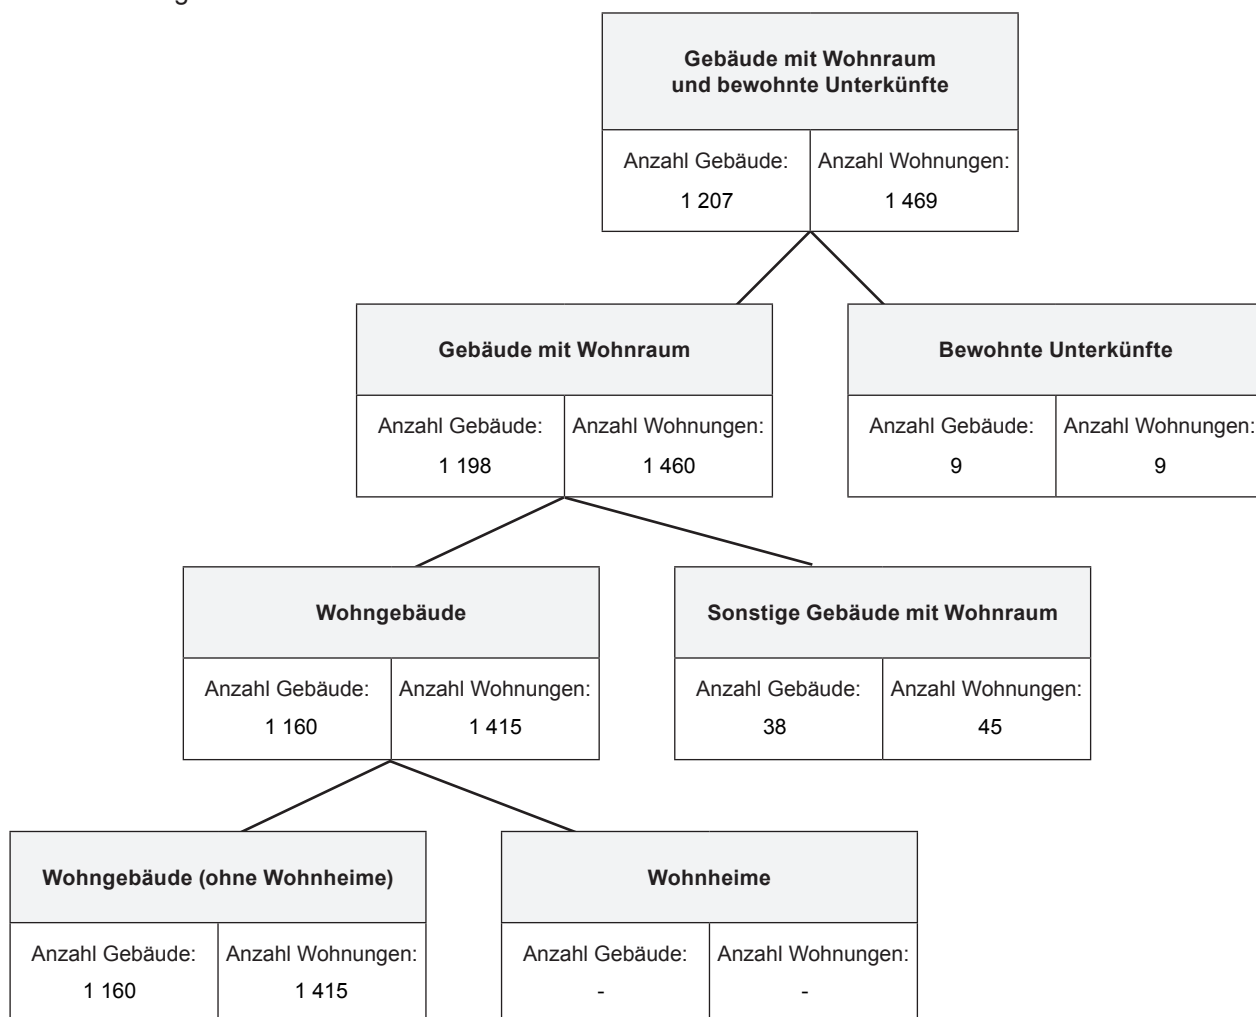 Gebäude mit Wohnraum
und bewohnte Unterkünfte
Anzahl Gebäude: Anzahl Wohnungen:
1 207 1 469
Gebäude mit Wohnraum
Anzahl Gebäude: Anzahl Wohnungen:
1 198 1 460
Bewohnte Unterkünfte
Anzahl Gebäude: Anzahl Wohnungen:
9 9
Wohngebäude
Anzahl Gebäude: Anzahl Wohnungen:
1 160 1 415
Sonstige Gebäude mit Wohnraum
Anzahl Gebäude: Anzahl Wohnungen:
38 45
Wohngebäude (ohne Wohnheime)
Anzahl Gebäude: Anzahl Wohnungen:
1 160 1 415
Wohnheime
Anzahl Gebäude: Anzahl Wohnungen:
- -